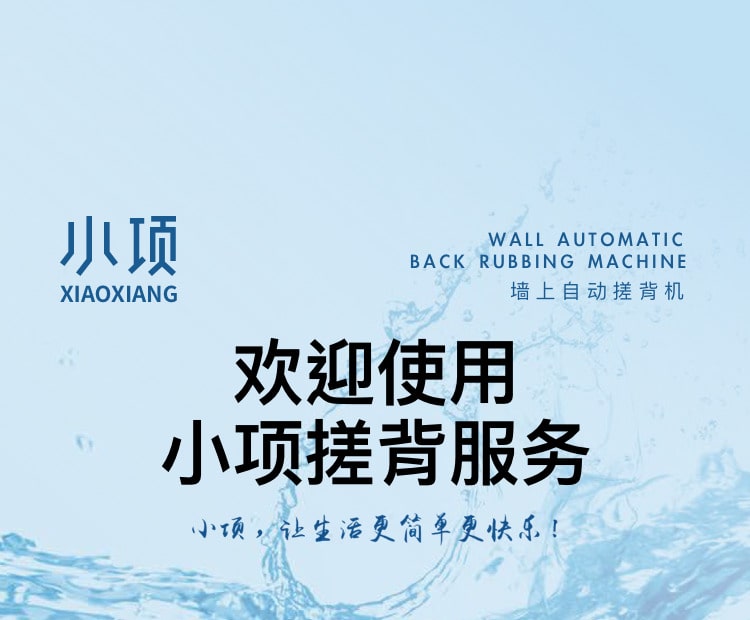 小项
XIAOXIANG
WALL AUTOMATIC
BACK RUBBING MACHINE
墙上自动搓背机
欢迎使用
小项搓背服务
小项，让生活更简单更快乐！